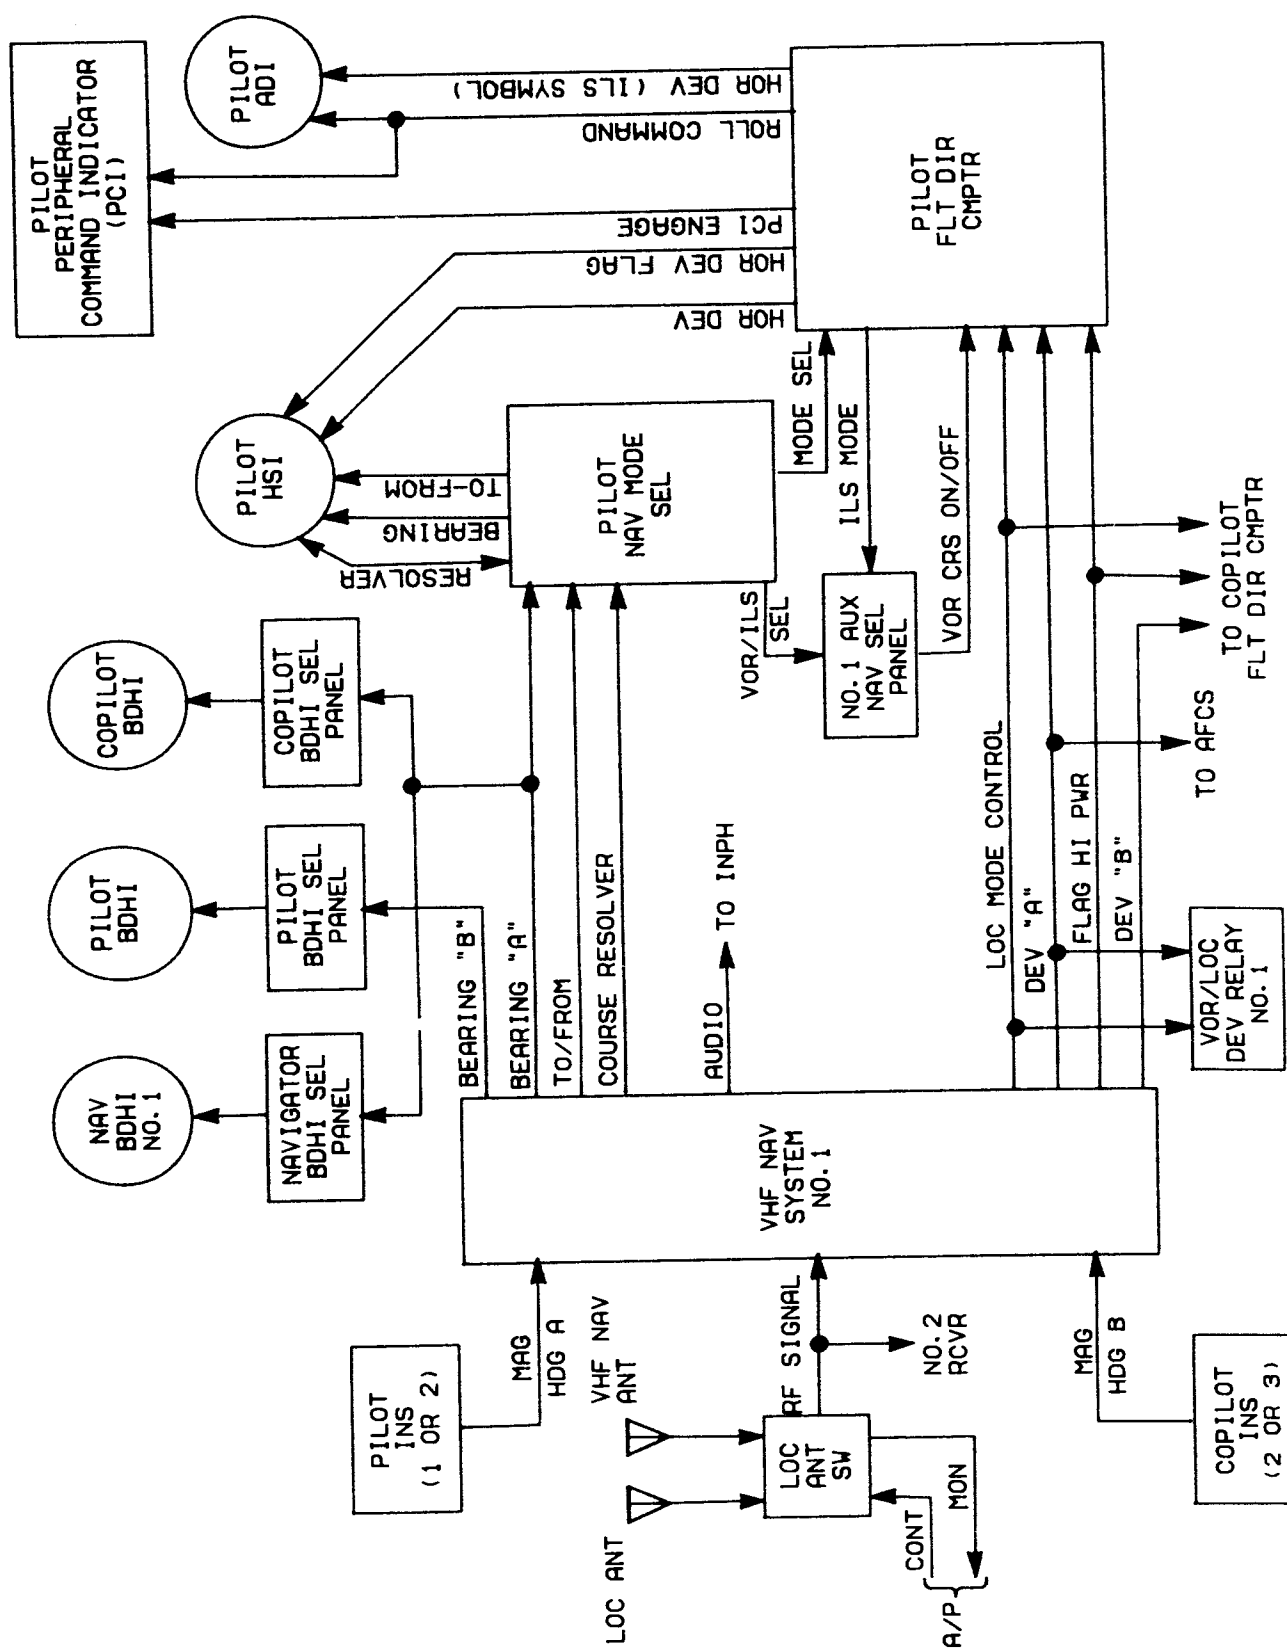 PILOT
PERIPHERAL
COMMAND INDICATOR
(PCI)
PILOT
ADI
HOR DEV (ILS SYMBOL)
ROLL COMMAND
PCI ENGAGE
HOR DEV FLAG
HOR DEV
PILOT
FLT DIR
CMPTR
PILOT
HSI
TO-FROM
BEARING
RESOLVER
PILOT
NAV MODE
SEL
MODE SEL
ILS MODE
VOR CRS ON/OFF
VOR/ILS
SEL
NO.1 AUX
NAV SEL
PANEL
COPILOT
BDHI
COPILOT
BDHI SEL
PANEL
PILOT
BDHI
PILOT
BDHI SEL
PANEL
NAV
BDHI
NO.1
NAVIGATOR
BDHI SEL
PANEL
BEARING "B"
BEARING "A"
TO/FROM
COURSE RESOLVER
AUDIO
TO INPH
LOC MODE CONTROL
DEV "A"
FLAG HI PWR
DEV "B"
TO COPILOT
FLT DIR CMPTR
TO AFCS
VOR/LOC
DEV RELAY
NO.1
VHF NAV
SYSTEM
NO.1
PILOT
INS
(1 OR 2)
MAG
HDG A
VHF NAV
ANT
LOC ANT
LOC
ANT
SW
RF SIGNAL
NO.2
RCVR
CONT
MON
A/P
MAG
HDG B
COPILOT
INS
(2 OR 3)